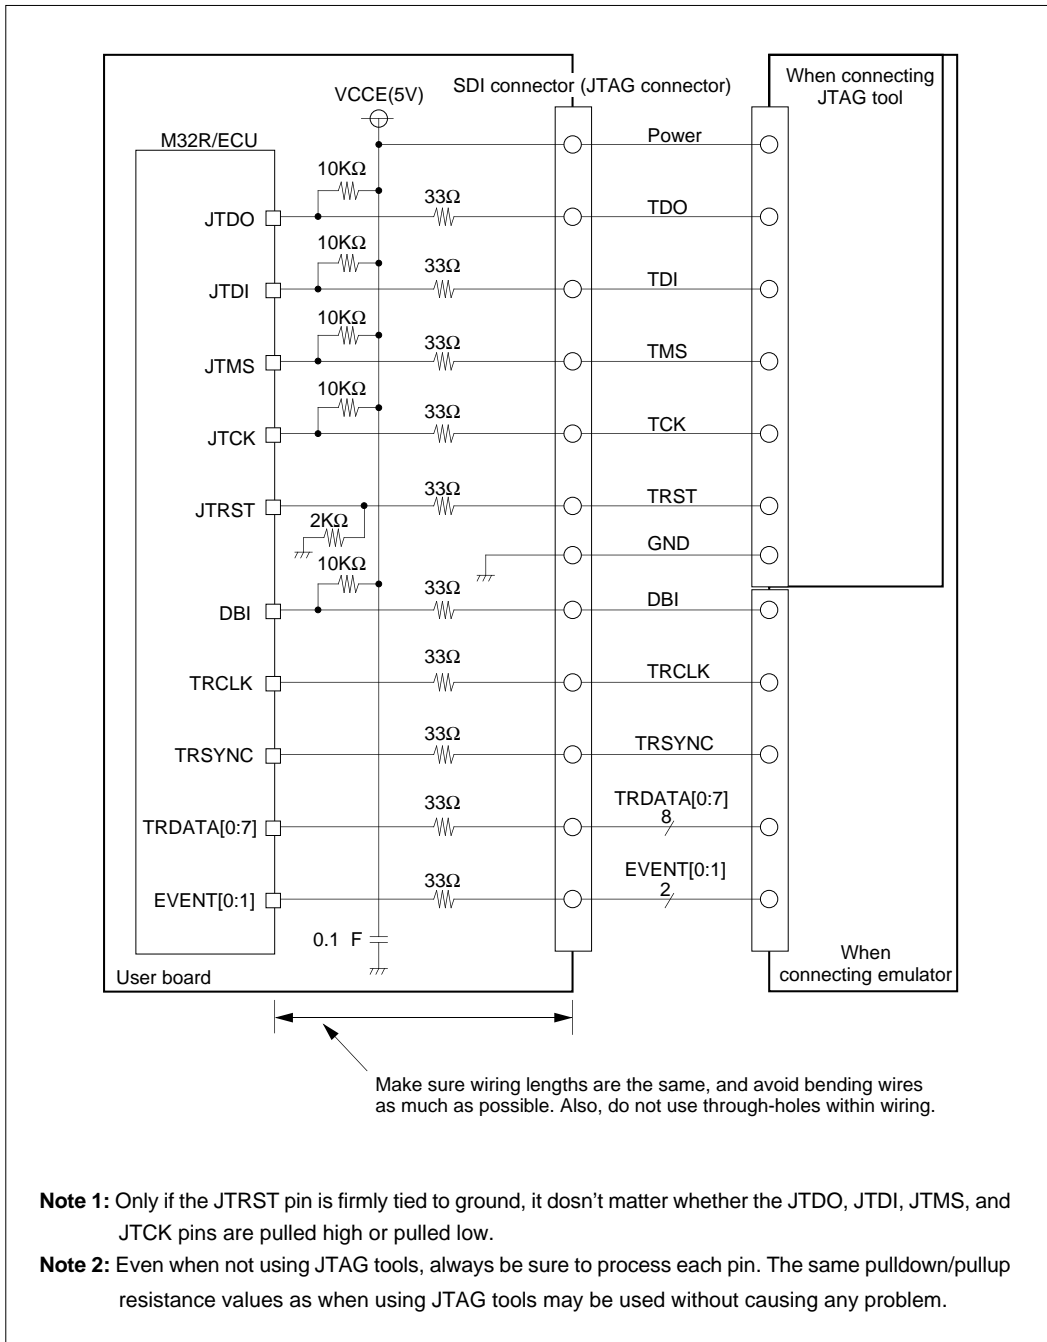 SDI connector (JTAG connector)
When connecting
JTAG tool
VCCE(5V)
M32R/ECU
Power
10KΩ
33Ω
JTDO
TDO
10KΩ
33Ω
JTDI
TDI
10KΩ
33Ω
JTMS
TMS
10KΩ
33Ω
JTCK
TCK
33Ω
JTRST
TRST
2KΩ
GND
10KΩ
33Ω
DBI
DBI
33Ω
TRCLK
TRCLK
33Ω
TRSYNC
TRSYNC
33Ω
TRDATA[0:7]
TRDATA[0:7]
8
33Ω
EVENT[0:1]
EVENT[0:1]
2
0.1 F
User board
When
connecting emulator
Make sure wiring lengths are the same, and avoid bending wires
as much as possible. Also, do not use through-holes within wiring.
Note 1: Only if the JTRST pin is firmly tied to ground, it dosn't matter whether the JTDO, JTDI, JTMS, and
JTCK pins are pulled high or pulled low.
Note 2: Even when not using JTAG tools, always be sure to process each pin. The same pulldown/pullup
resistance values as when using JTAG tools may be used without causing any problem.